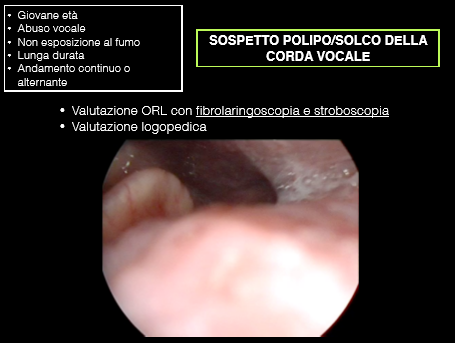 • Giovane età
• Abuso vocale
• Non esposizione al fumo
• Lunga durata
• Andamento continuo o
alternante
SOSPETTO POLIPO/SOLCO DELLA
CORDA VOCALE
• Valutazione ORL con fibrolaringoscopia e stroboscopia
• Valutazione logopedica